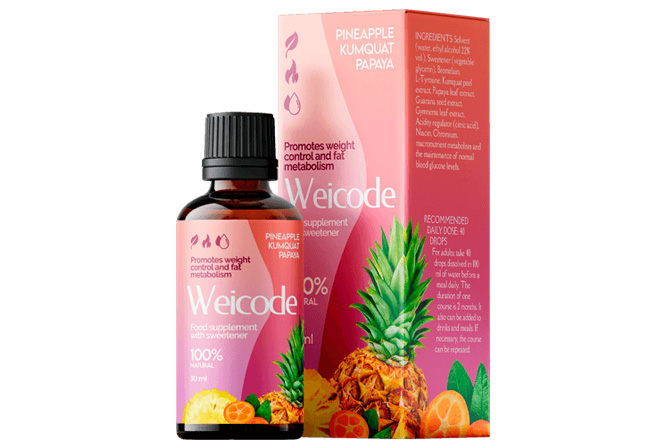 PINEAPPLE
KUMQUAT
PAPAYA
Promotes weight
control and fat
metabolism
Weicode
supplement
sweetener
0%
ml
INGREDIENTS: Solvent
(water, ethyl alcohol 22%
vol.), Sweetener (vegetable
glycerin), Bromelain,
L-Tyrosine, Kumquat peel
extract, Papaya leaf extract,
Guarana seed extract,
Gymnema leaf extract,
Acidity regulator (citric acid),
Niacin, Chromium,
macronutrient metabolism and
the maintenance of normal
blood glucose levels.
RECOMMENDED
DAILY DOSE: 40
DROPS
For adults take 40
drops dissolved in 100
ml of water before a
meal daily. The
duration of one
course is 2 months. It
also can be added to
drinks and meals. If
necessary, the course
can be repeated.
PINEAPPLE
KUMQUAT
PAPAYA
Promotes weight
control and fat
metabolism
Weicode
Food supplement
with sweetener
100%
NATURAL
30 ml